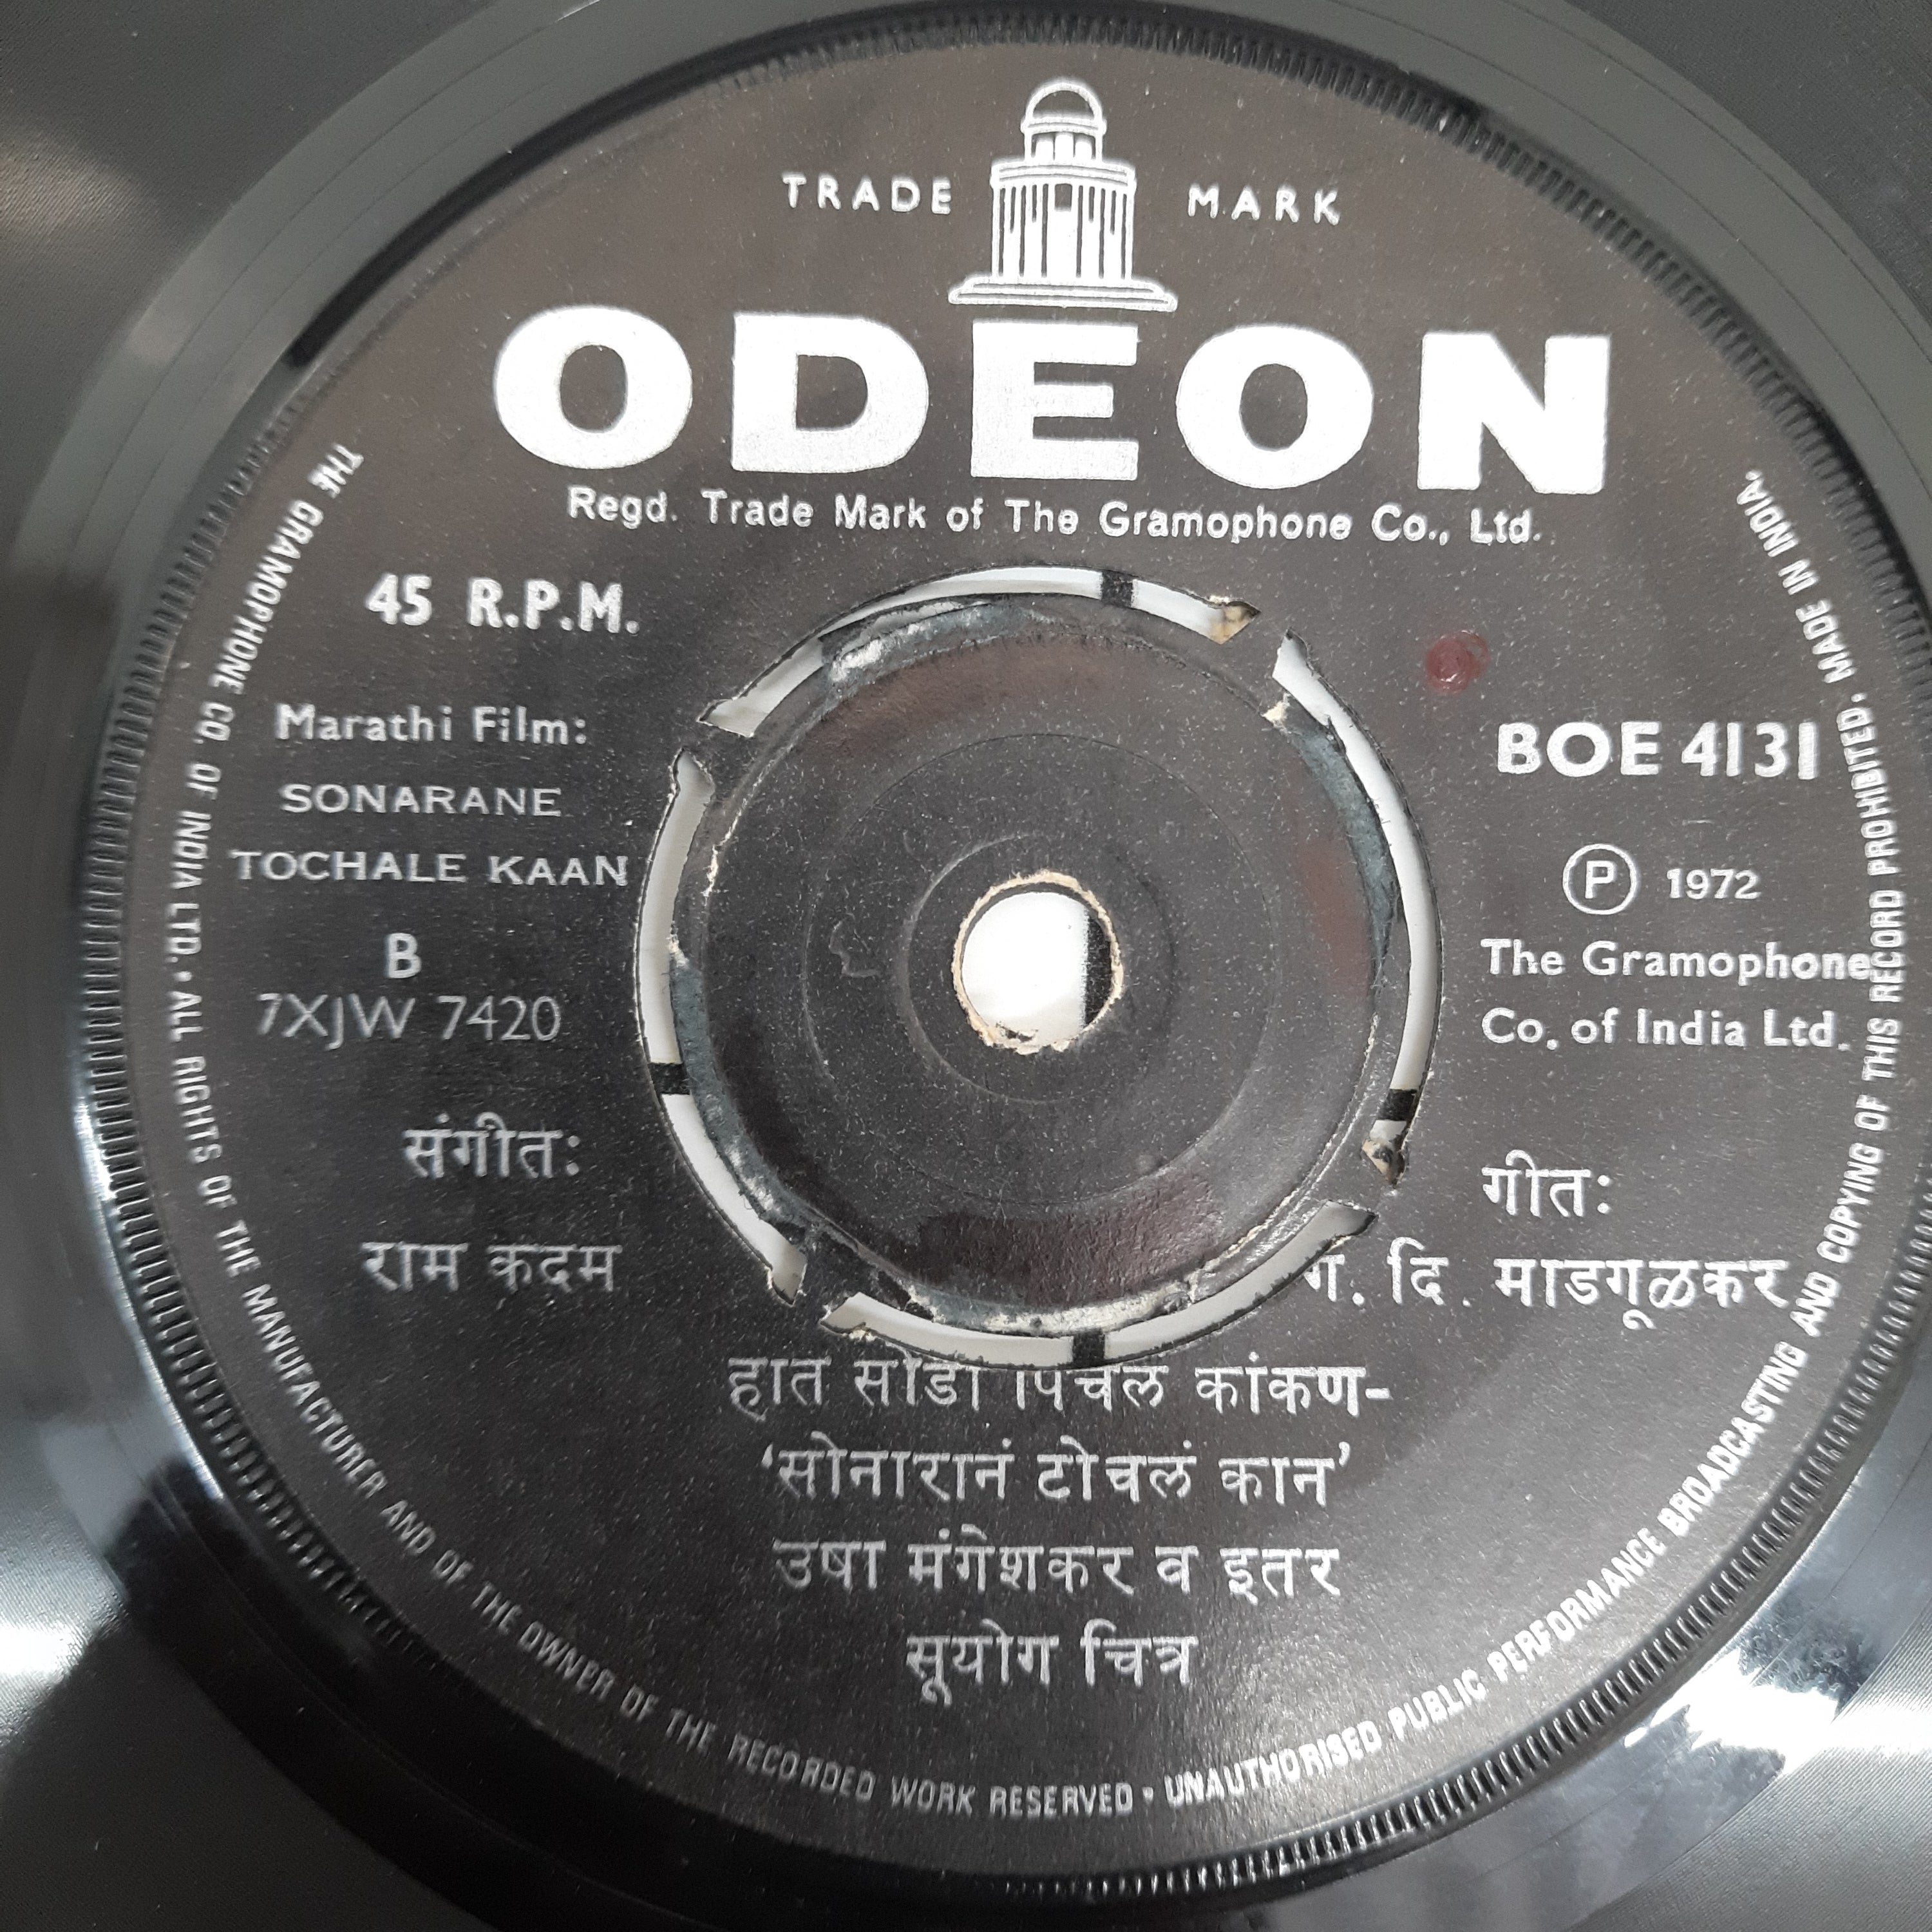 TRADE MARK
ODEON
Regd. Trade Mark of The Gramophone Co., Ltd.
45 R.P.M.
Marathi Film:
SONARANE
TOCHALE KAAN
B
7XJW 7420
BOE 4131
Ⓟ 1972
The Gramophone
Co. of India Ltd.
संगीत:
राम कदम
गीत:
ग. दि. माडगूळकर
हात सोडा पिचल कांकण-
‘सोनारानं टोचलं कान’
उषा मंगेशकर व इतर
सूयोग चित्र
THE GRAMOPHONE CO. OF INDIA LTD. • ALL RIGHTS OF THE MANUFACTURER AND OF THE OWNER OF THE RECORDED WORK RESERVED • UNAUTHORISED PUBLIC PERFORMANCE BROADCASTING AND COPYING OF THIS RECORD PROHIBITED. MADE IN INDIA.